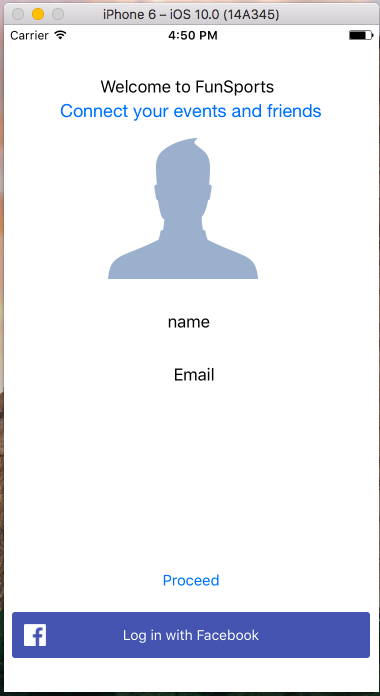 iPhone 6 – iOS 10.0 (14A345)
Carrier 4:50 PM
Welcome to FunSports
Connect your events and friends
name
Email
Proceed
Log in with Facebook